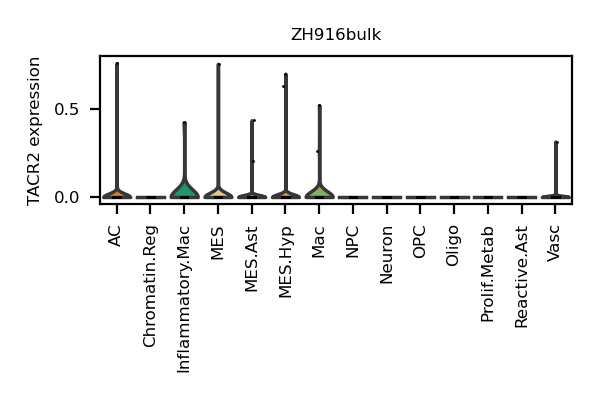 ZH916bulk
TACR2 expression
0.5
0.0
AC
Chromatin.Reg
Inflammatory.Mac
MES
MES.Ast
MES.Hyp
Mac
NPC
Neuron
OPC
Oligo
Prolif.Metab
Reactive.Ast
Vasc